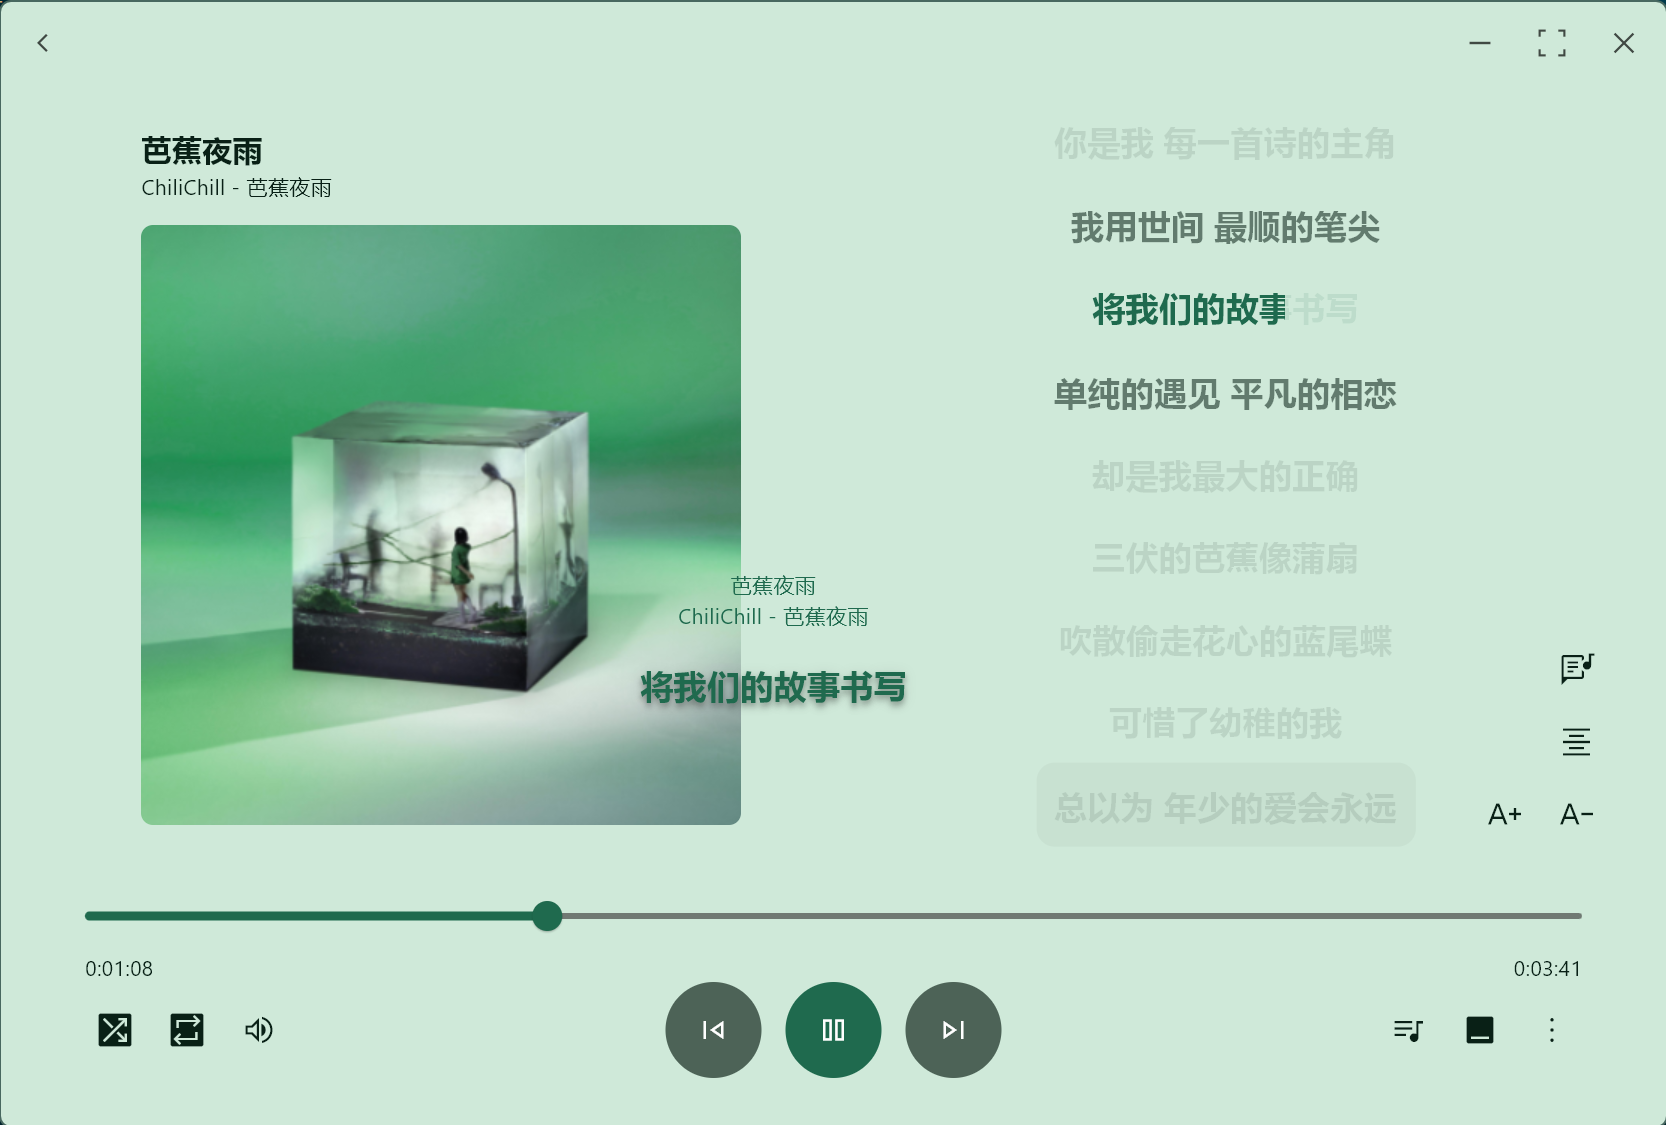 芭蕉夜雨
ChiliChill - 芭蕉夜雨
芭蕉夜雨
ChiliChill - 芭蕉夜雨
将我们的故事书写
你是我 每一首诗的主角
我用世间 最顺的笔尖
将我们的故事书写
单纯的遇见 平凡的相恋
却是我最大的正确
三伏的芭蕉像蒲扇
吹散偷走花心的蓝尾蝶
可惜了幼稚的我
总以为 年少的爱会永远
A+ A-
0:01:08
0:03:41